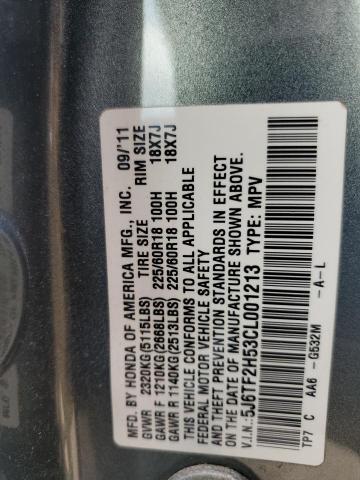 MFD. BY HONDA OF AMERICA MFG., INC. 09/'11
GVWR 2320KG(5115LBS) TIRE SIZE RIM SIZE
GAWR F 1210KG(2668LBS) 225/60R18 100H 18X7J
GAWR R 1140KG(2513LBS) 225/60R18 100H 18X7J
THIS VEHICLE CONFORMS TO ALL APPLICABLE
FEDERAL MOTOR VEHICLE SAFETY
AND THEFT PREVENTION STANDARDS IN EFFECT
ON THE DATE OF MANUFACTURE SHOWN ABOVE.
V.I.N.: 5J6TF2H53CL001213 TYPE: MPV
TP7 C AA6 -G532M -A-L